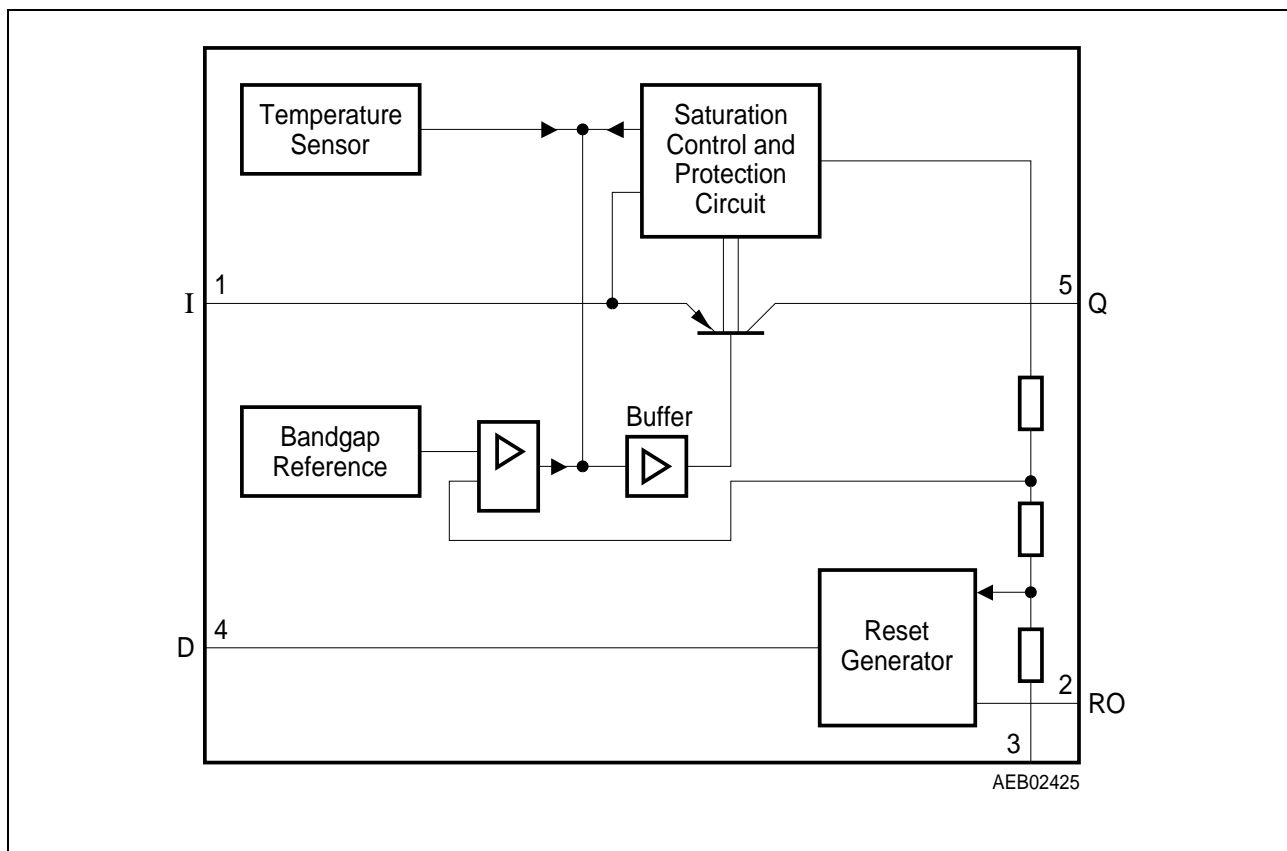 Temperature
Sensor
Saturation
Control and
Protection
Circuit
1
I
5
Q
Buffer
Bandgap
Reference
4
D
Reset
Generator
2
RO
3
AEB02425